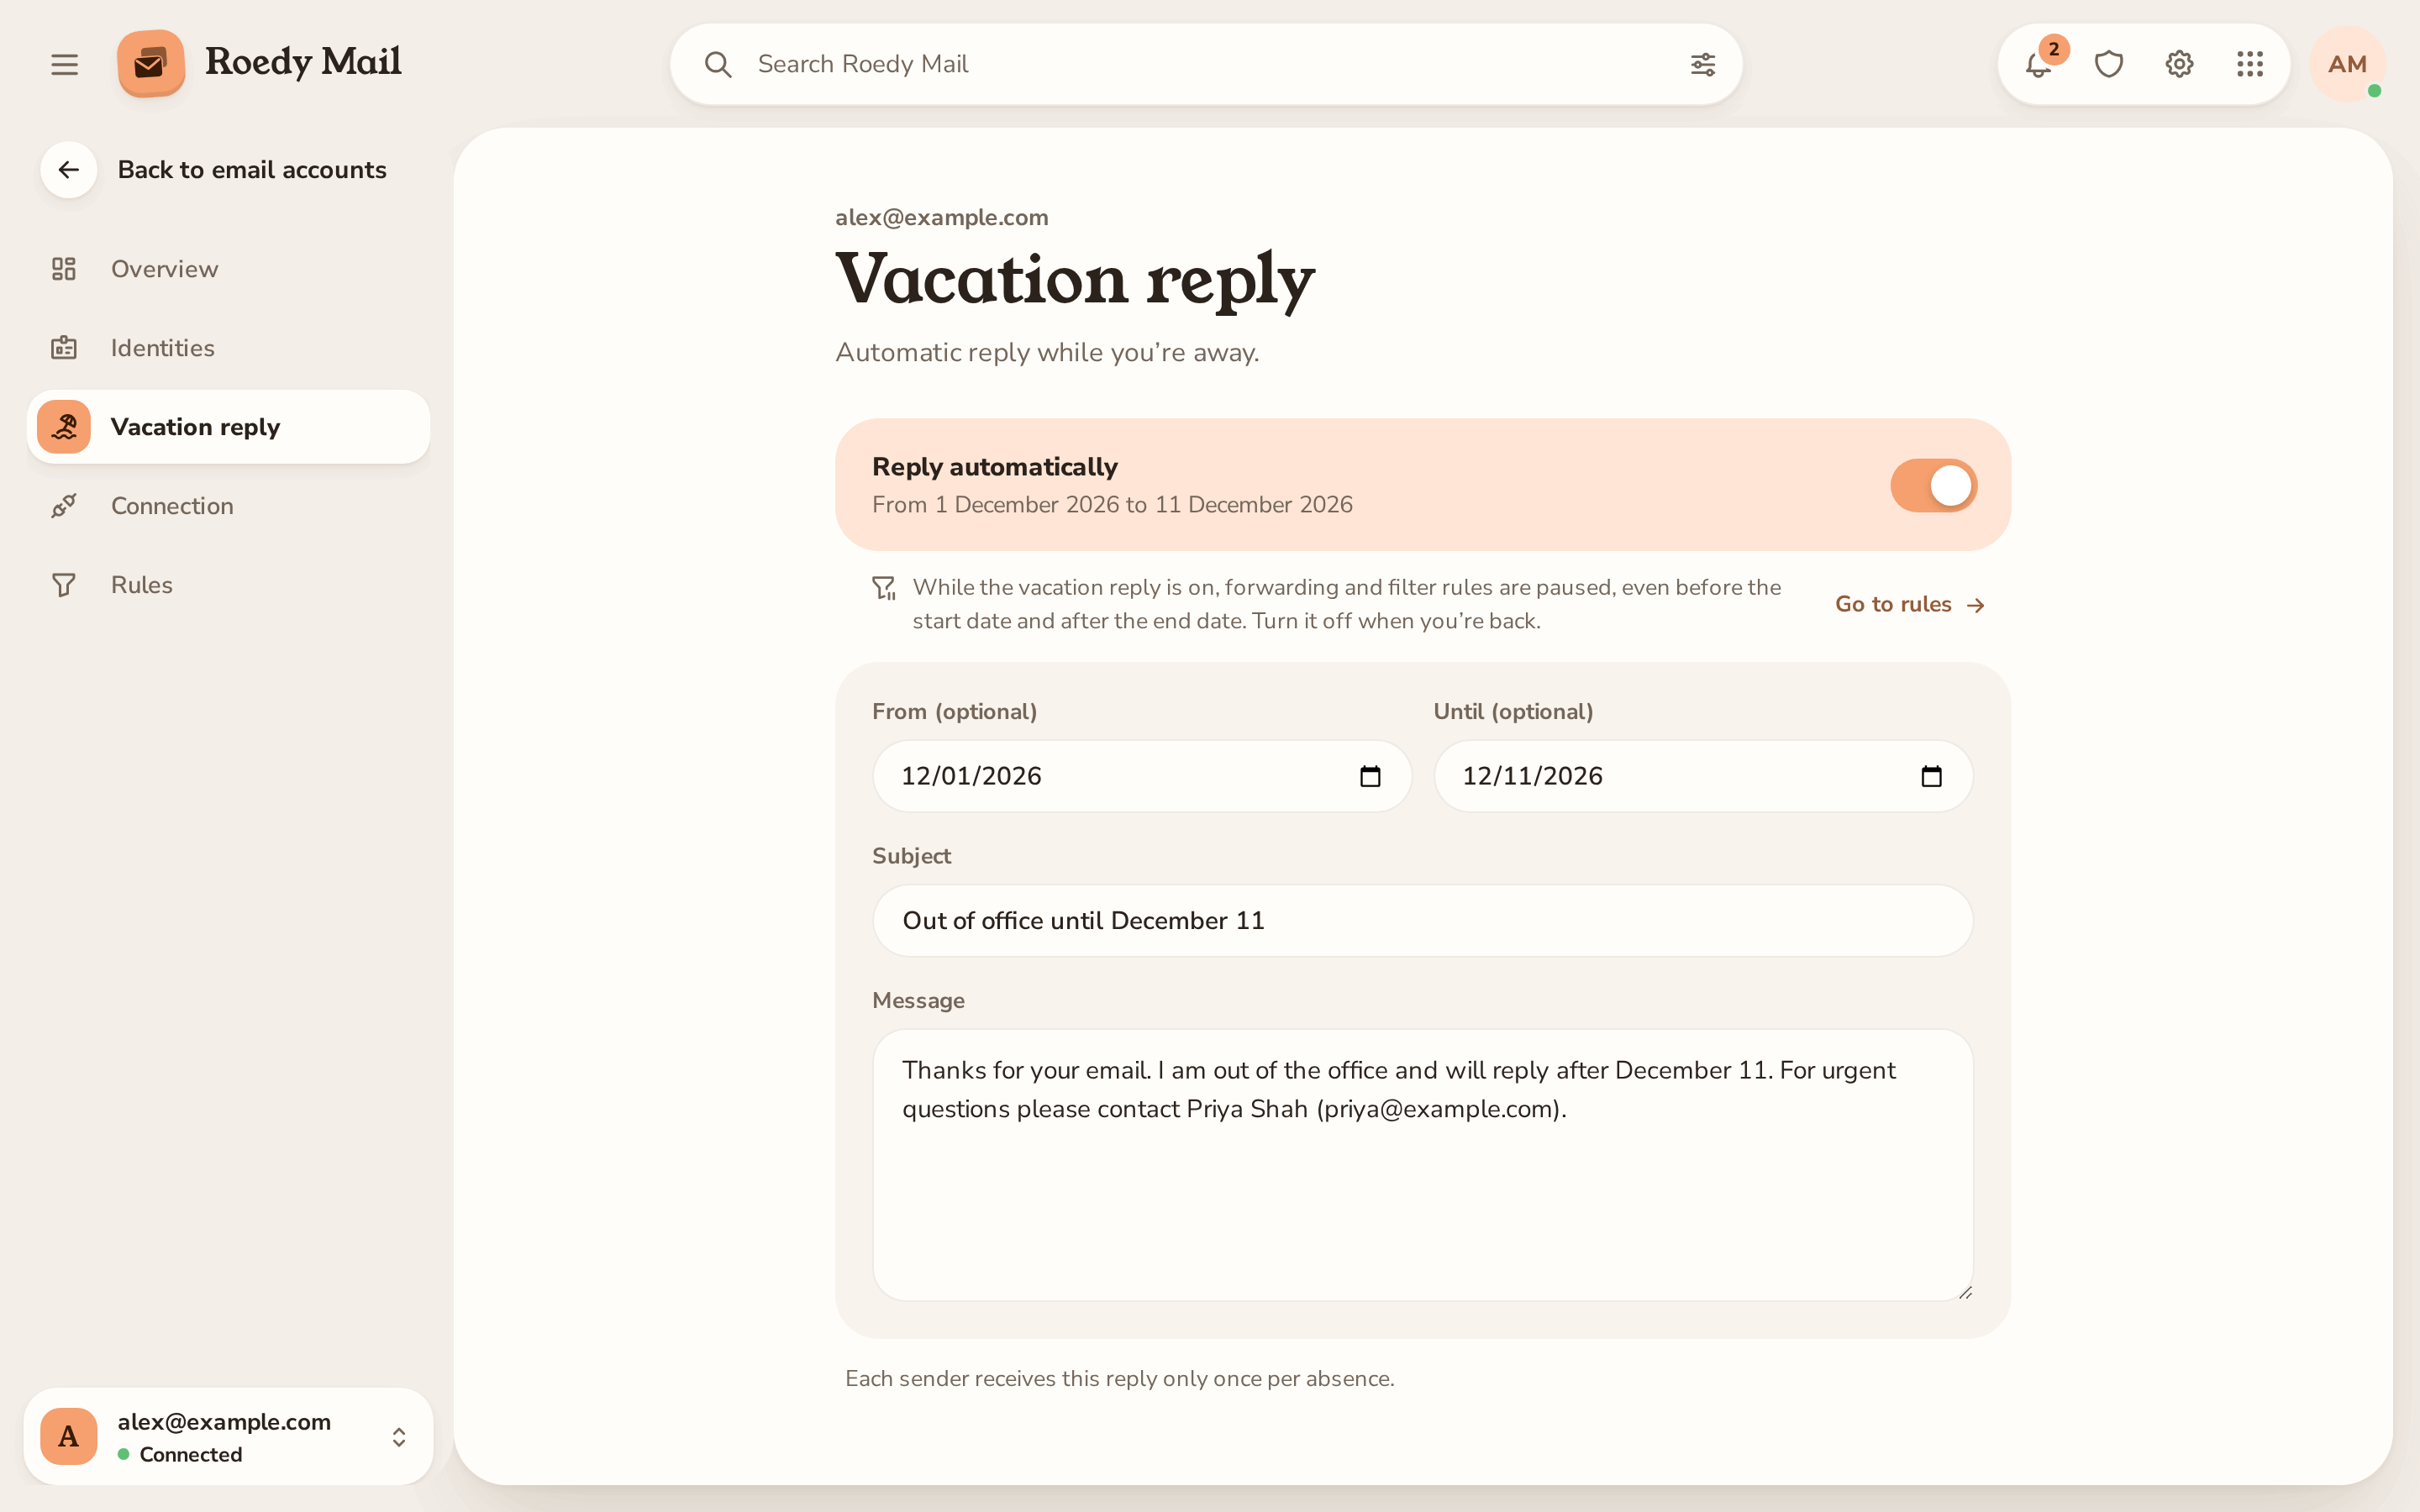 Roedy Mail
Search Roedy Mail
2
AM
Back to email accounts
Overview
Identities
Vacation reply
Connection
Rules
alex@example.com
Vacation reply
Automatic reply while you’re away.
Reply automatically
From 1 December 2026 to 11 December 2026
While the vacation reply is on, forwarding and filter rules are paused, even before the
start date and after the end date. Turn it off when you’re back.
Go to rules
From (optional)
Until (optional)
12/01/2026
12/11/2026
Subject
Out of office until December 11
Message
Thanks for your email. I am out of the office and will reply after December 11. For urgent
questions please contact Priya Shah (priya@example.com).
Each sender receives this reply only once per absence.
A
alex@example.com
Connected